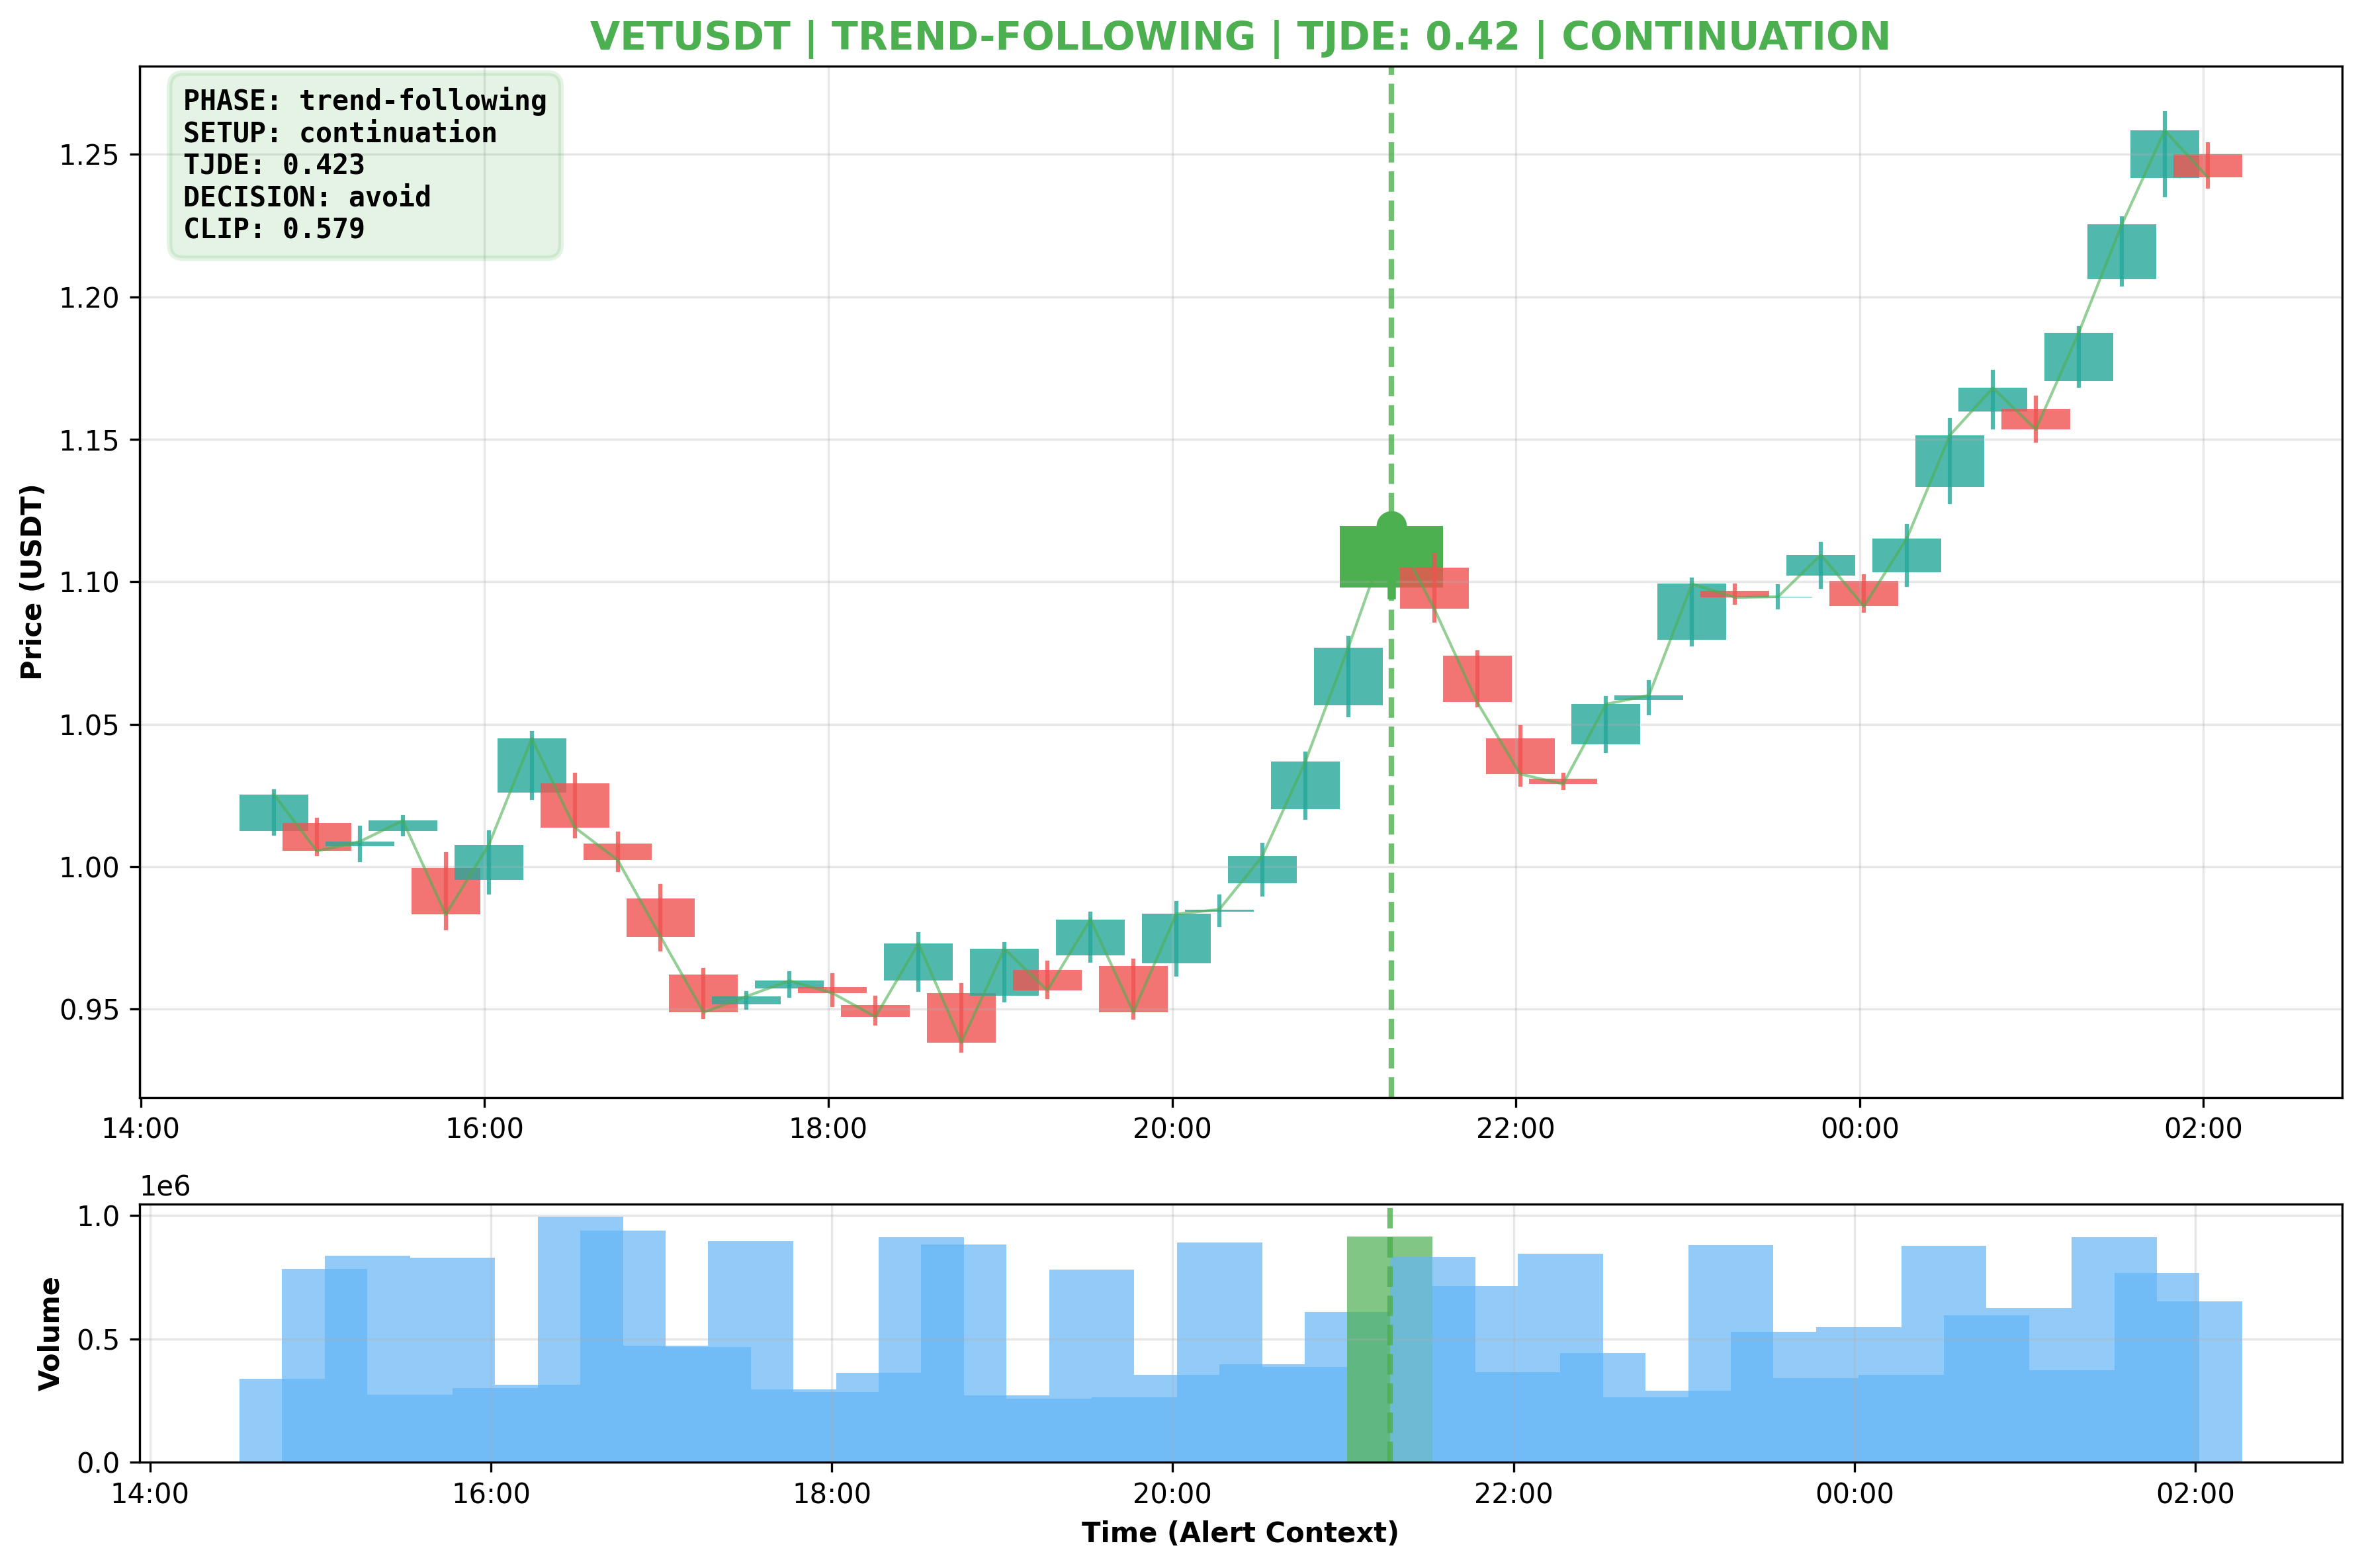 VETUSDT | TREND-FOLLOWING | TJDE: 0.42 | CONTINUATION
PHASE: trend-following
SETUP: continuation
TJDE: 0.423
DECISION: avoid
CLIP: 0.579
1.25
1.20
1.15
1.10
1.05
1.00
0.95
Price (USDT)
14:00 16:00 18:00 20:00 22:00 00:00 02:00
1e6
1.0
0.5
0.0
Volume
14:00 16:00 18:00 20:00 22:00 00:00 02:00
Time (Alert Context)